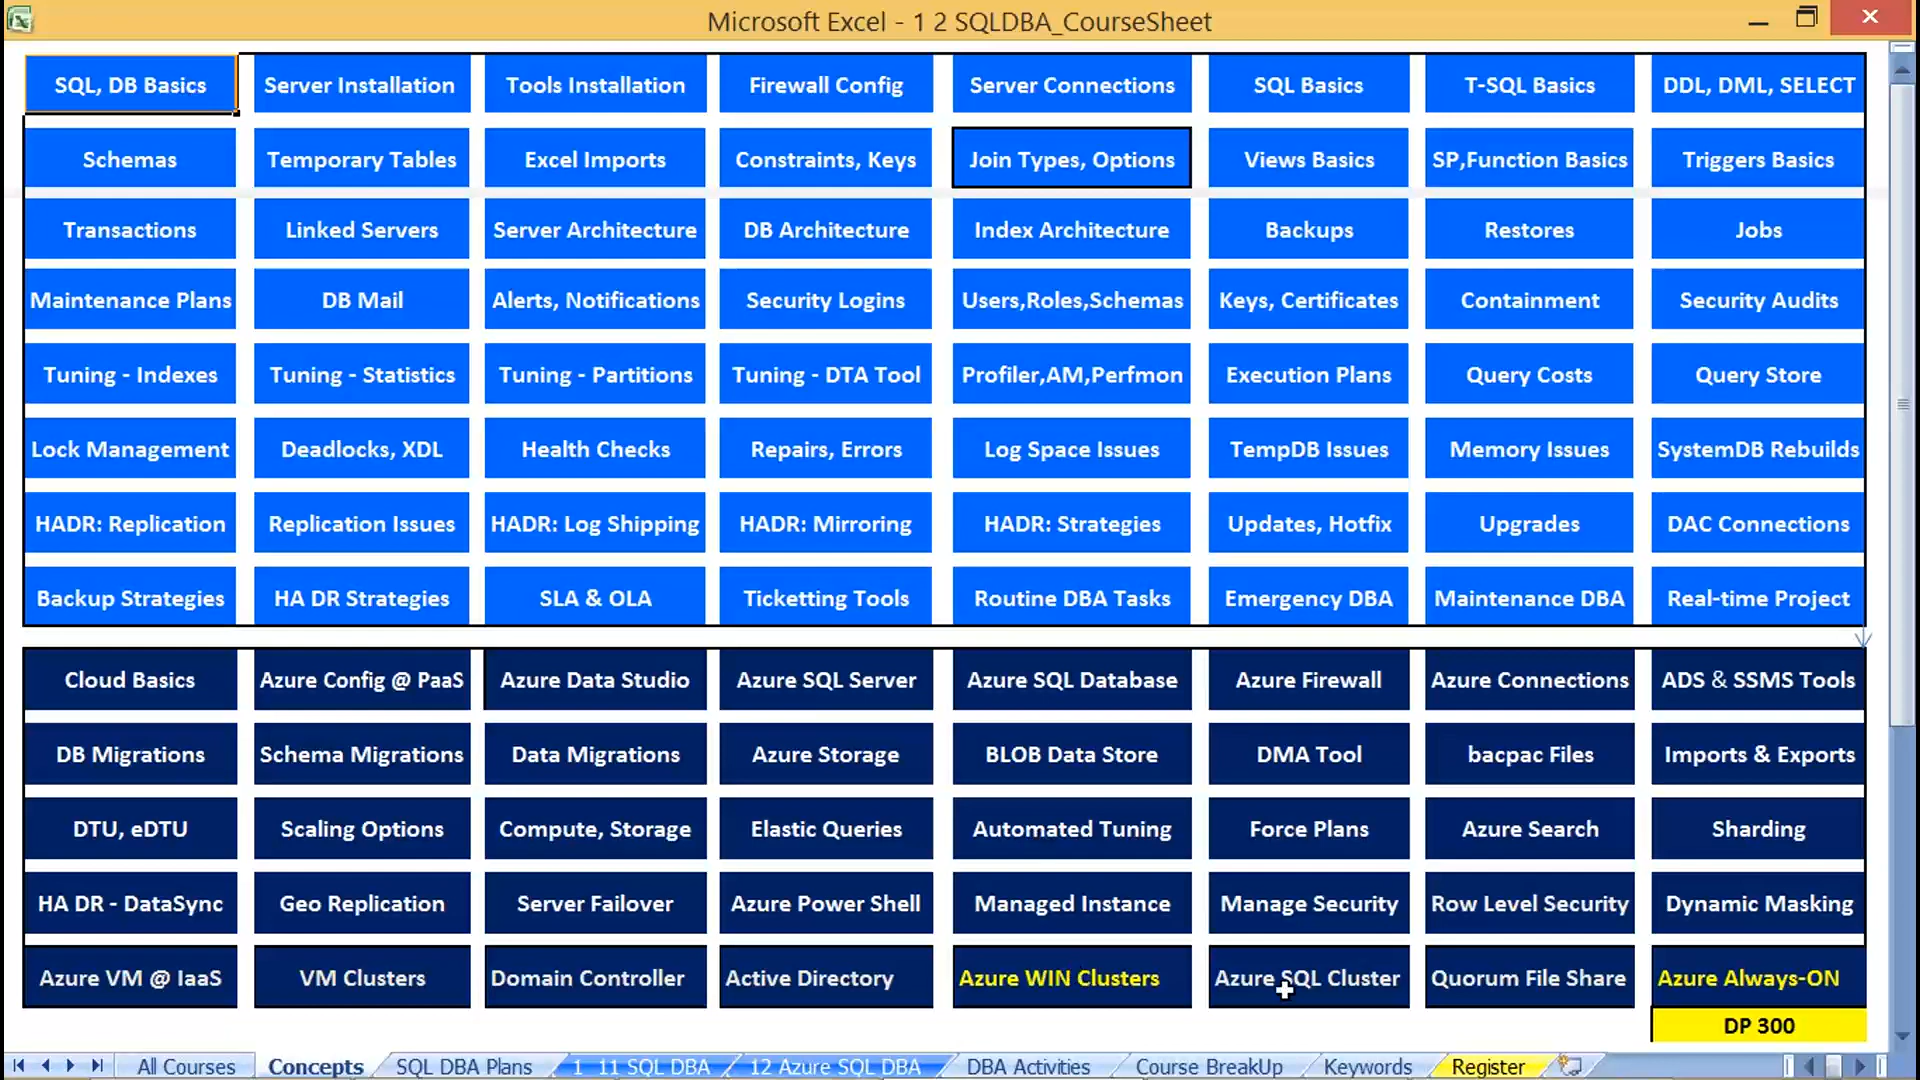 Microsoft Excel - 1 2 SQLDBA_CourseSheet
SQL, DB Basics Server Installation Tools Installation Firewall Config Server Connections SQL Basics T-SQL Basics DDL, DML, SELECT
Schemas Temporary Tables Excel Imports Constraints, Keys Join Types, Options Views Basics SP,Function Basics Triggers Basics
Transactions Linked Servers Server Architecture DB Architecture Index Architecture Backups Restores Jobs
Maintenance Plans DB Mail Alerts, Notifications Security Logins Users,Roles,Schemas Keys, Certificates Containment Security Audits
Tuning - Indexes Tuning - Statistics Tuning - Partitions Tuning - DTA Tool Profiler,AM,Perfmon Execution Plans Query Costs Query Store
Lock Management Deadlocks, XDL Health Checks Repairs, Errors Log Space Issues TempDB Issues Memory Issues SystemDB Rebuilds
HADR: Replication Replication Issues HADR: Log Shipping HADR: Mirroring HADR: Strategies Updates, Hotfix Upgrades DAC Connections
Backup Strategies HA DR Strategies SLA & OLA Ticketting Tools Routine DBA Tasks Emergency DBA Maintenance DBA Real-time Project
Cloud Basics Azure Config @ PaaS Azure Data Studio Azure SQL Server Azure SQL Database Azure Firewall Azure Connections ADS & SSMS Tools
DB Migrations Schema Migrations Data Migrations Azure Storage BLOB Data Store DMA Tool bacpac Files Imports & Exports
DTU, eDTU Scaling Options Compute, Storage Elastic Queries Automated Tuning Force Plans Azure Search Sharding
HA DR - DataSync Geo Replication Server Failover Azure Power Shell Managed Instance Manage Security Row Level Security Dynamic Masking
Azure VM @ IaaS VM Clusters Domain Controller Active Directory Azure WIN Clusters Azure SQL Cluster Quorum File Share Azure Always-ON
DP 300
All Courses Concepts SQL DBA Plans 1 11 SQL DBA 12 Azure SQL DBA DBA Activities Course BreakUp Keywords Register